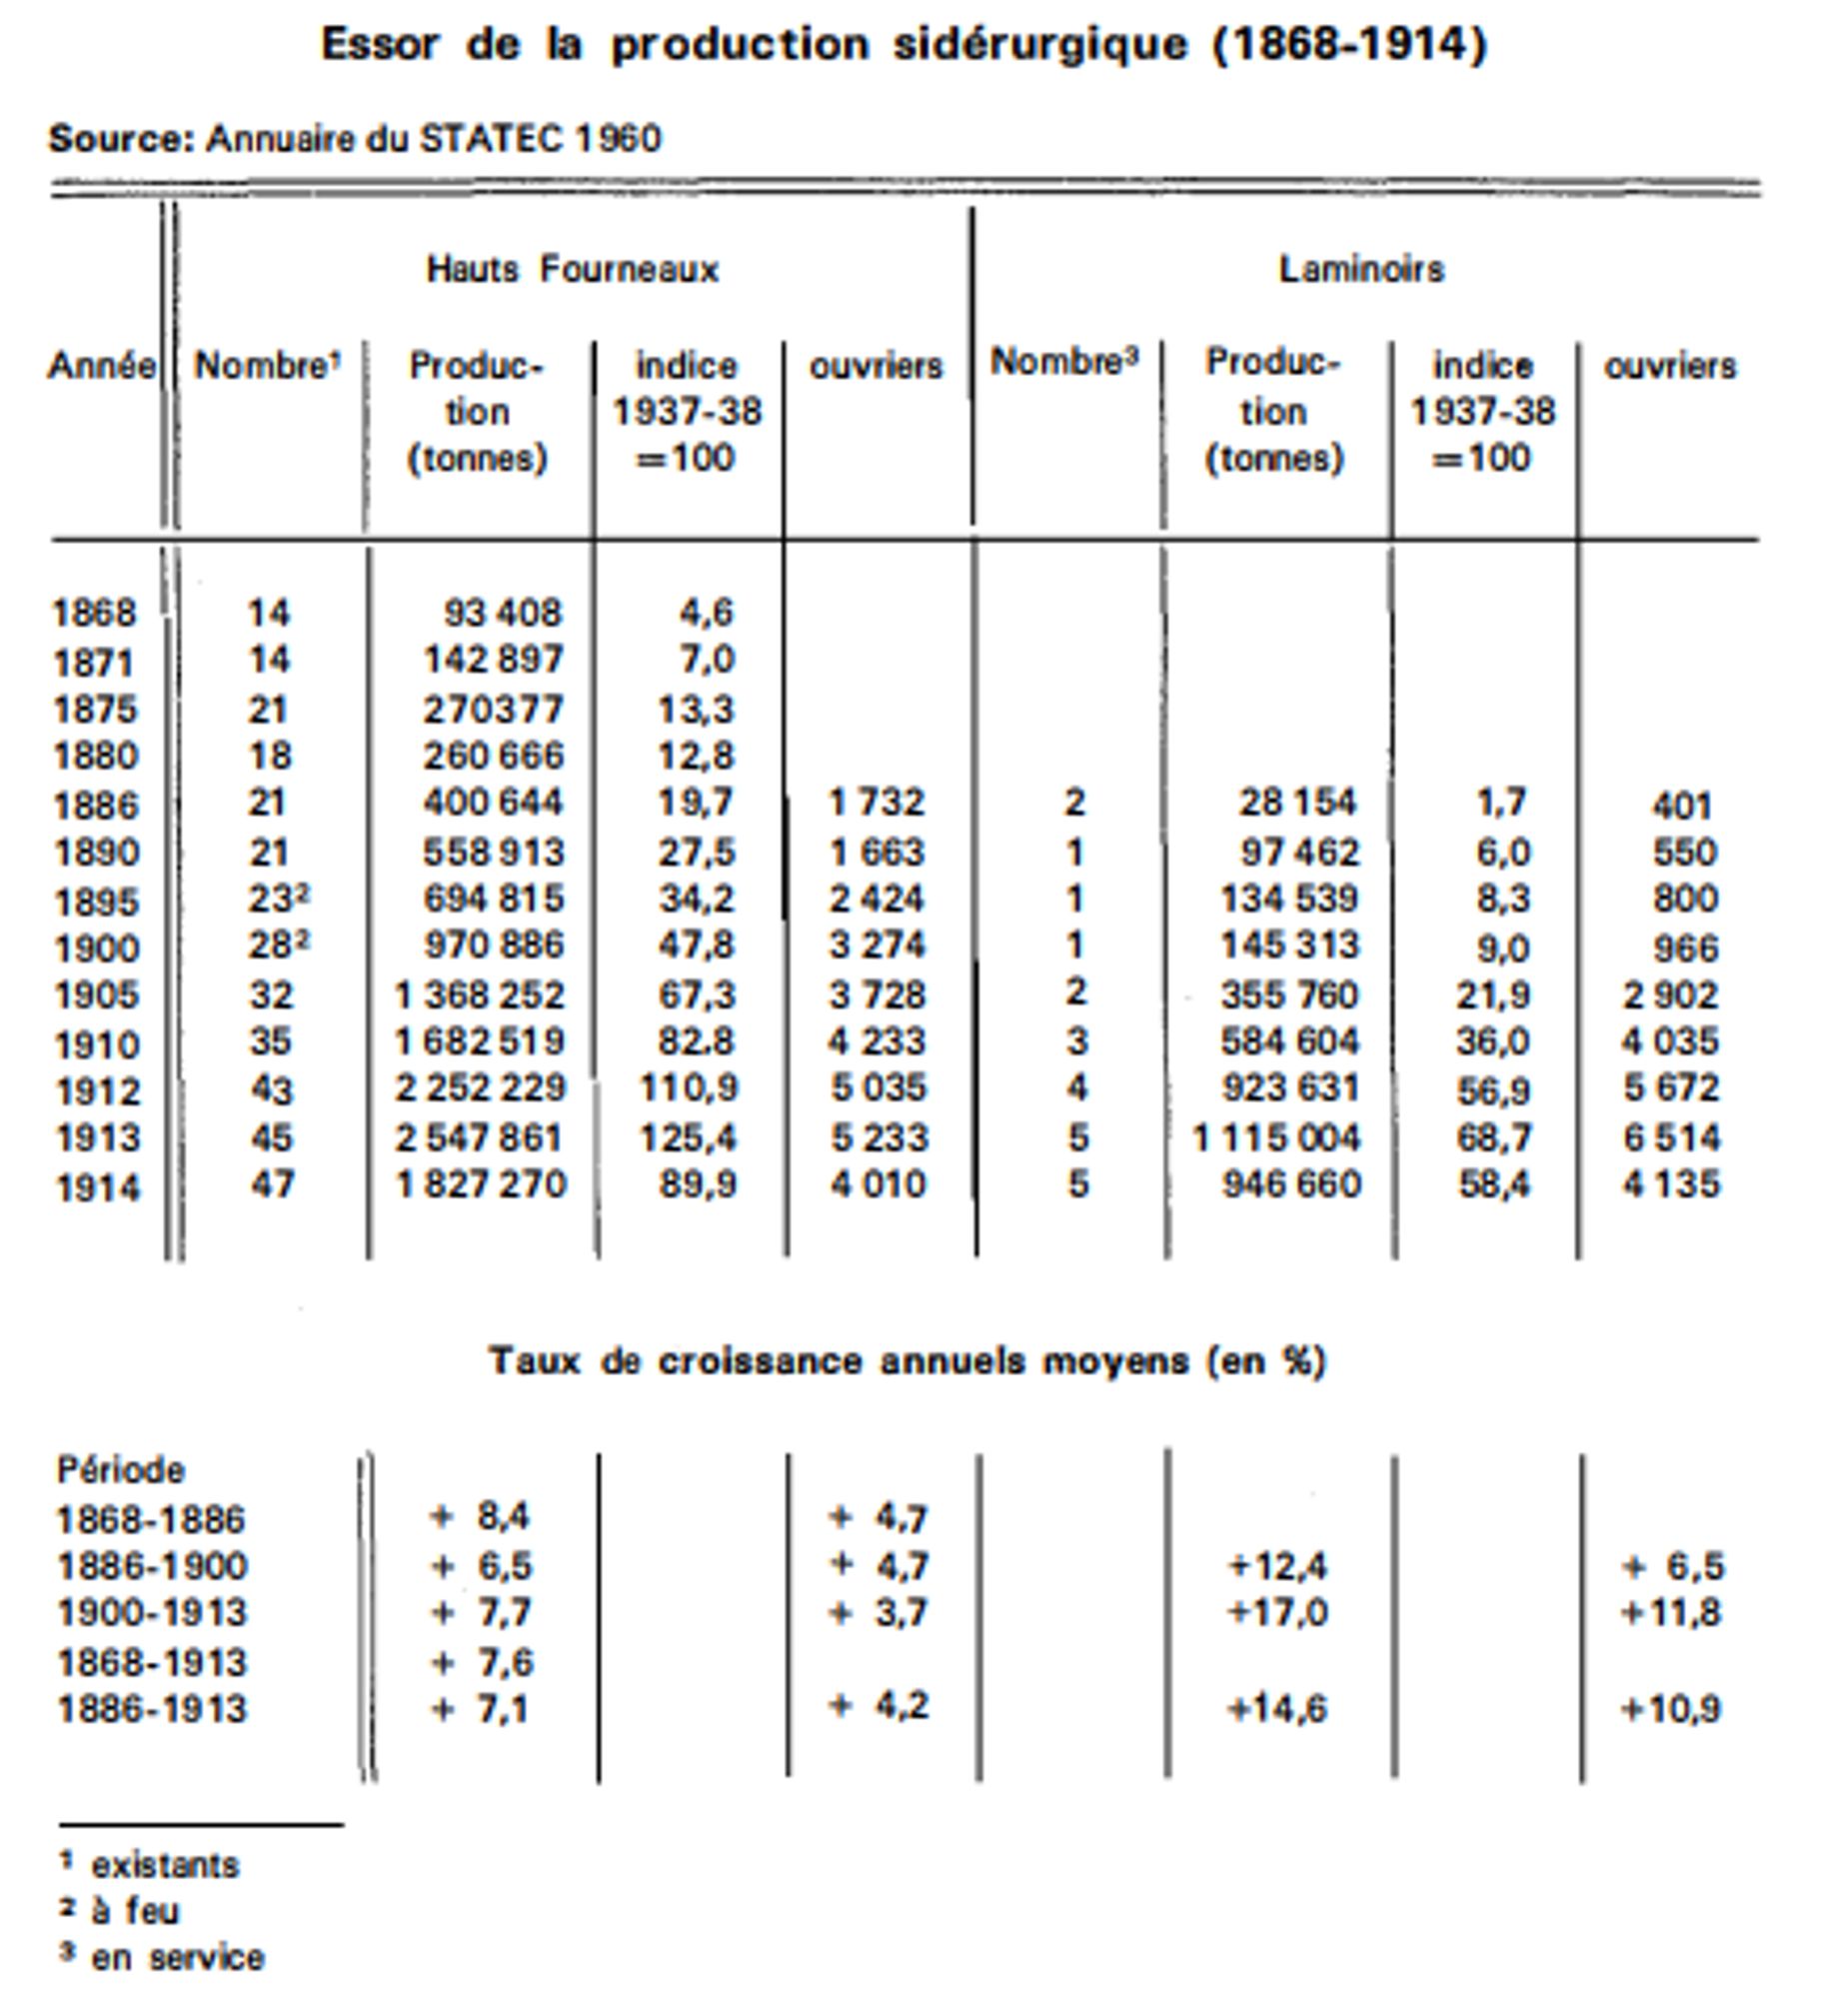 Essor de la production sidérurgique (1868-1914)
Source: Annuaire du STATEC 1960
Hauts Fourneaux Laminoirs
Année Nombre¹ Produc- indice ouvriers Nombre³ Produc- indice ouvriers
tion 1937-38 tion 1937-38
(tonnes) =100 (tonnes) =100
1868 14 93 408 4,6
1871 14 142 897 7,0
1875 21 270377 13,3
1880 18 260 666 12,8
1886 21 400 644 19,7 1 732 2 28 154 1,7 401
1890 21 558 913 27,5 1 663 1 97 462 6,0 550
1895 23² 694 815 34,2 2 424 1 134 539 8,3 800
1900 28² 970 886 47,8 3 274 1 145 313 9,0 966
1905 32 1 368 252 67,3 3 728 2 355 760 21,9 2 902
1910 35 1 682 519 82.8 4 233 3 584 604 36,0 4 035
1912 43 2 252 229 110,9 5 035 4 923 631 56,9 5 672
1913 45 2 547 861 125,4 5 233 5 1 115 004 68,7 6 514
1914 47 1 827 270 89,9 4 010 5 946 660 58,4 4 135
Taux de croissance annuels moyens (en %)
Période
1868-1886 + 8,4 + 4,7
1886-1900 + 6,5 + 4,7 +12,4 + 6,5
1900-1913 + 7,7 + 3,7 +17,0 +11,8
1868-1913 + 7,6
1886-1913 + 7,1 + 4,2 +14,6 +10,9
¹ existants
² à feu
³ en service